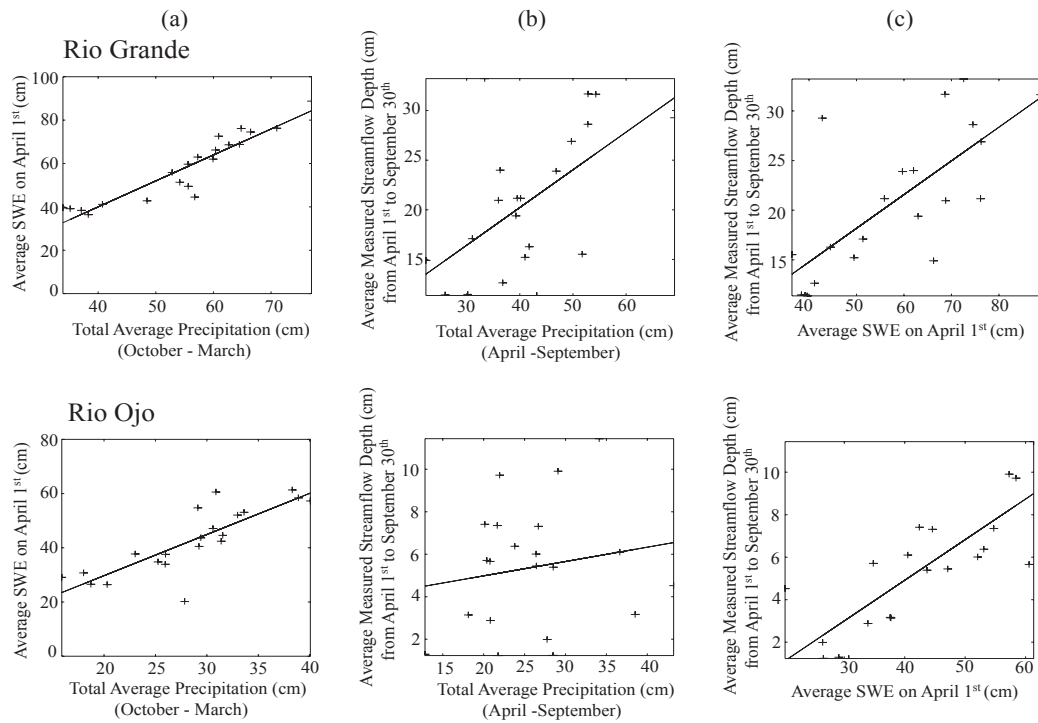 (a)
(b)
(c)
Rio Grande
Average SWE on April 1st (cm)
100
80
60
40
20
0
40
50
60
70
Total Average Precipitation (cm)
(October - March)
Average Measured Streamflow Depth (cm)
from April 1st to September 30th
30
25
20
15
30
40
50
60
Total Average Precipitation (cm)
(April -September)
Average Measured Streamflow Depth (cm)
from April 1st to September 30th
30
25
20
15
40
50
60
70
80
Average SWE on April 1st (cm)
Rio Ojo
Average SWE on April 1st (cm)
80
60
40
20
0
20
25
30
35
40
Total Average Precipitation (cm)
(October - March)
Average Measured Streamflow Depth (cm)
from April 1st to September 30th
10
8
6
4
2
15
20
25
30
35
40
Total Average Precipitation (cm)
(April -September)
Average Measured Streamflow Depth (cm)
from April 1st to September 30th
10
8
6
4
2
30
40
50
60
Average SWE on April 1st (cm)